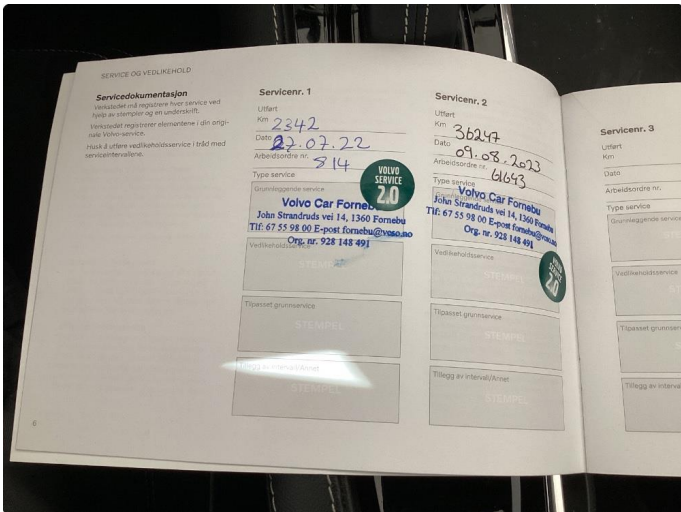 SERVICE OG VEDLIKEHOLD
Servicedokumentasjon
Verkstedet må registrere hver service ved
hjelp av stempler og en underskrift.
Verkstedet registrerer elementene i din origi-
nale Volvo-service.
Husk å utføre vedlikeholdsservice i tråd med
serviceintervallene.
6
Servicenr. 1
Utført
Km 2342
Dato 27.07.22
Arbeidsordre nr. 814
Type service
Grunnleggende service
VOLVO
SERVICE
2.0
Volvo Car Fornebu
John Strandruds vei 14, 1360 Fornebu
Tlf: 67 55 98 00 E-post fornebu@voso.no
Org. nr. 928 148 491
Vedlikeholdsservice
STEMPEL
Tilpasset grunnservice
STEMPEL
Tillegg av intervall/Annet
STEMPEL
Servicenr. 2
Utført
Km 36247
Dato 09.08.2023
Arbeidsordre nr. 61643
Type service
Volvo Car Fornebu
John Strandruds vei 14, 1360 Fornebu
Tlf: 67 55 98 00 E-post fornebu@voso.no
Org. nr. 928 148 491
Vedlikeholdsservice
STEMPEL
VOLVO
SERVICE
2.0
Tilpasset grunnservice
STEMPEL
Tillegg av intervall/Annet
STEMPEL
Servicenr. 3
Utført
Km
Dato
Arbeidsordre nr.
Type service
Grunnleggende service
Vedlikeholdsservice
Tilpasset grunnser
Tillegg av interval